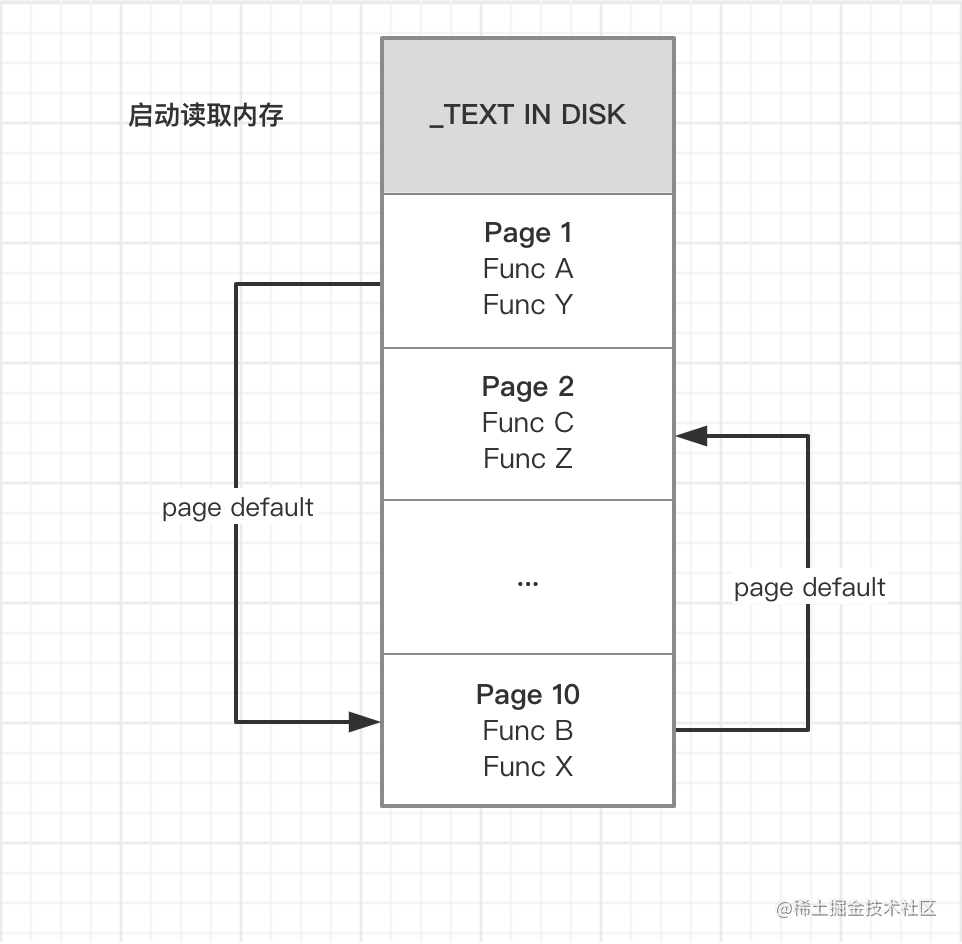 启动读取内存
_TEXT IN DISK
Page 1
Func A
Func Y
Page 2
Func C
Func Z
page default
...
page default
Page 10
Func B
Func X
@稀土掘金技术社区